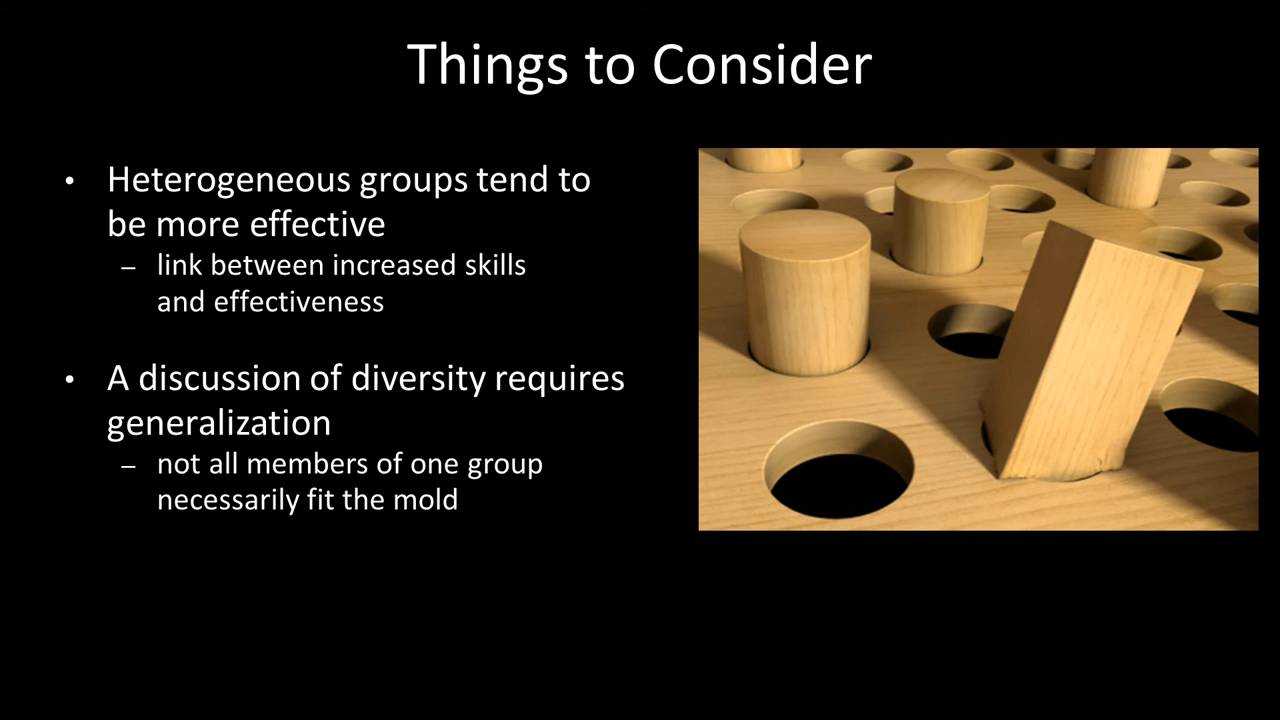 Things to Consider
• Heterogeneous groups tend to
be more effective
– link between increased skills
and effectiveness
• A discussion of diversity requires
generalization
– not all members of one group
necessarily fit the mold